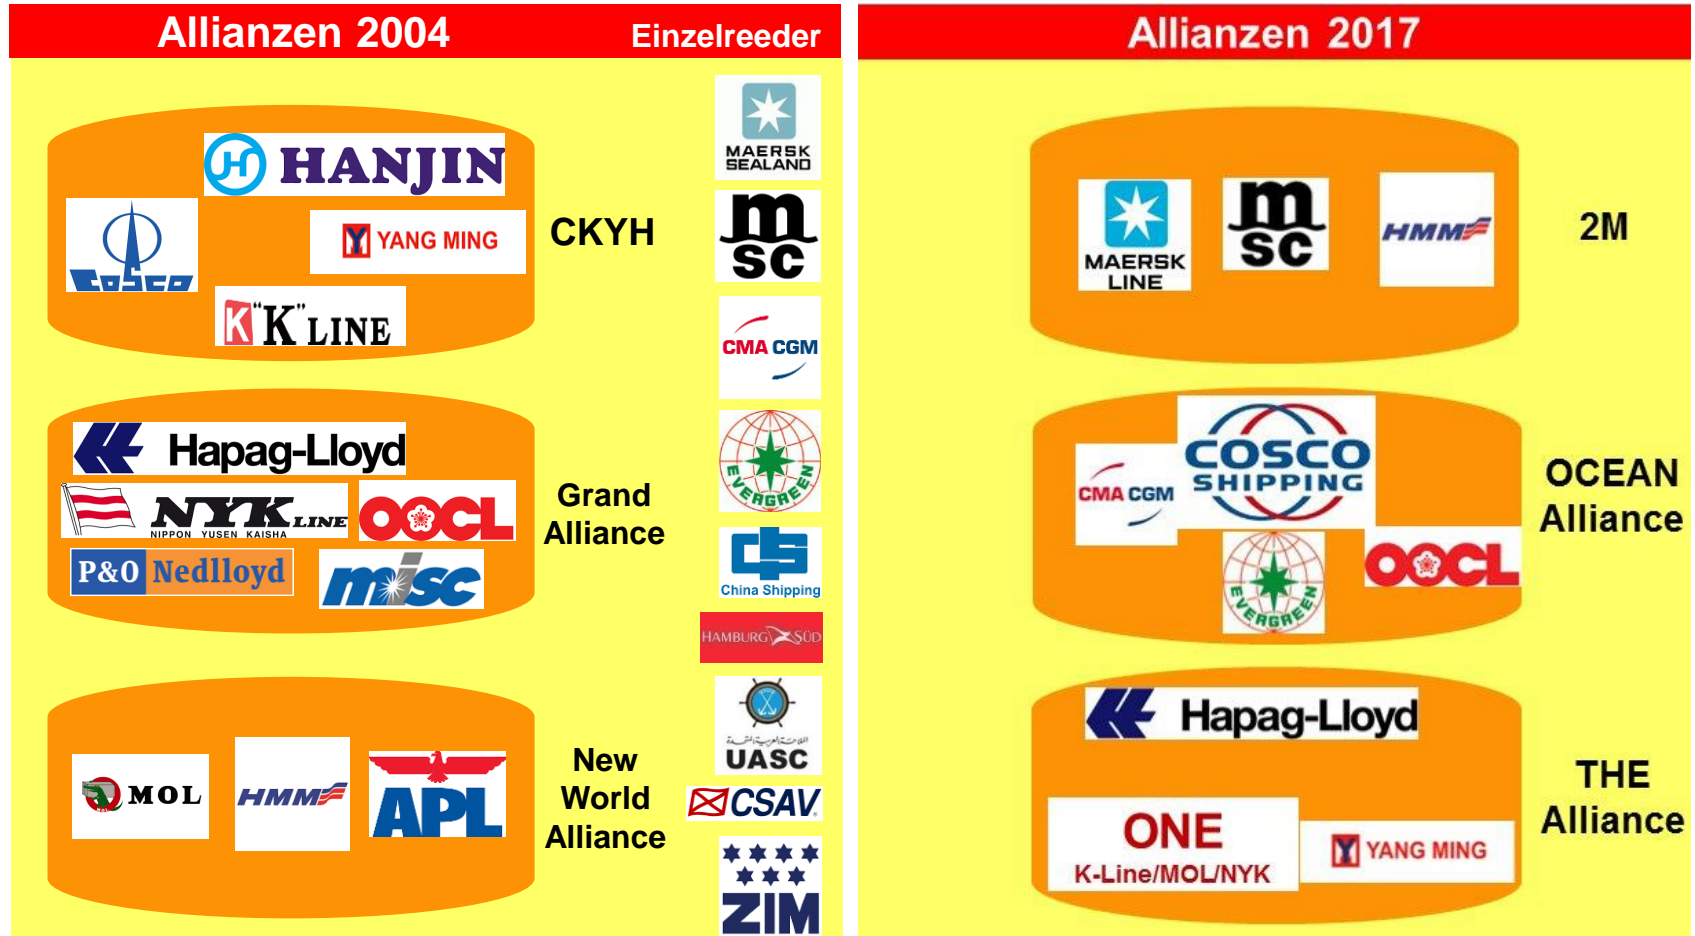 Allianzen 2004
Einzelreeder
HANJIN
COSCO
YANG MING
"K" LINE
K
CKYH
Hapag-Lloyd
NYK LINE
NIPPON YUSEN KAISHA
OOCL
P&O Nedlloyd
misc
Grand
Alliance
MOL
HMM
APL
New
World
Alliance
MAERSK
SEALAND
msc
CMA CGM
EVERGREEN
China Shipping
HAMBURG SÜD
UASC
CSAV
ZIM
Allianzen 2017
MAERSK
LINE
msc
HMM
2M
CMA CGM
COSCO
SHIPPING
EVERGREEN
OOCL
OCEAN
Alliance
Hapag-Lloyd
ONE
K-Line/MOL/NYK
YANG MING
THE
Alliance